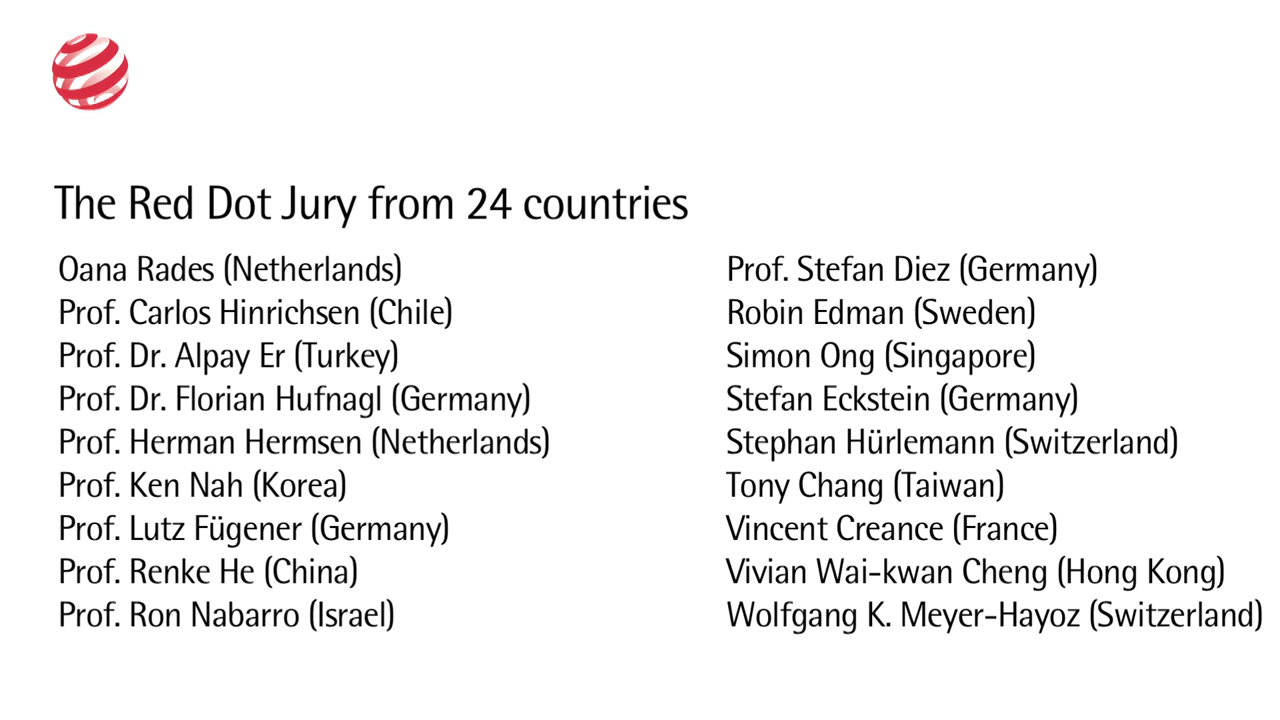 The Red Dot Jury from 24 countries
Oana Rades (Netherlands)
Prof. Carlos Hinrichsen (Chile)
Prof. Dr. Alpay Er (Turkey)
Prof. Dr. Florian Hufnagl (Germany)
Prof. Herman Hermsen (Netherlands)
Prof. Ken Nah (Korea)
Prof. Lutz Fügener (Germany)
Prof. Renke He (China)
Prof. Ron Nabarro (Israel)
Prof. Stefan Diez (Germany)
Robin Edman (Sweden)
Simon Ong (Singapore)
Stefan Eckstein (Germany)
Stephan Hürlemann (Switzerland)
Tony Chang (Taiwan)
Vincent Creance (France)
Vivian Wai-kwan Cheng (Hong Kong)
Wolfgang K. Meyer-Hayoz (Switzerland)